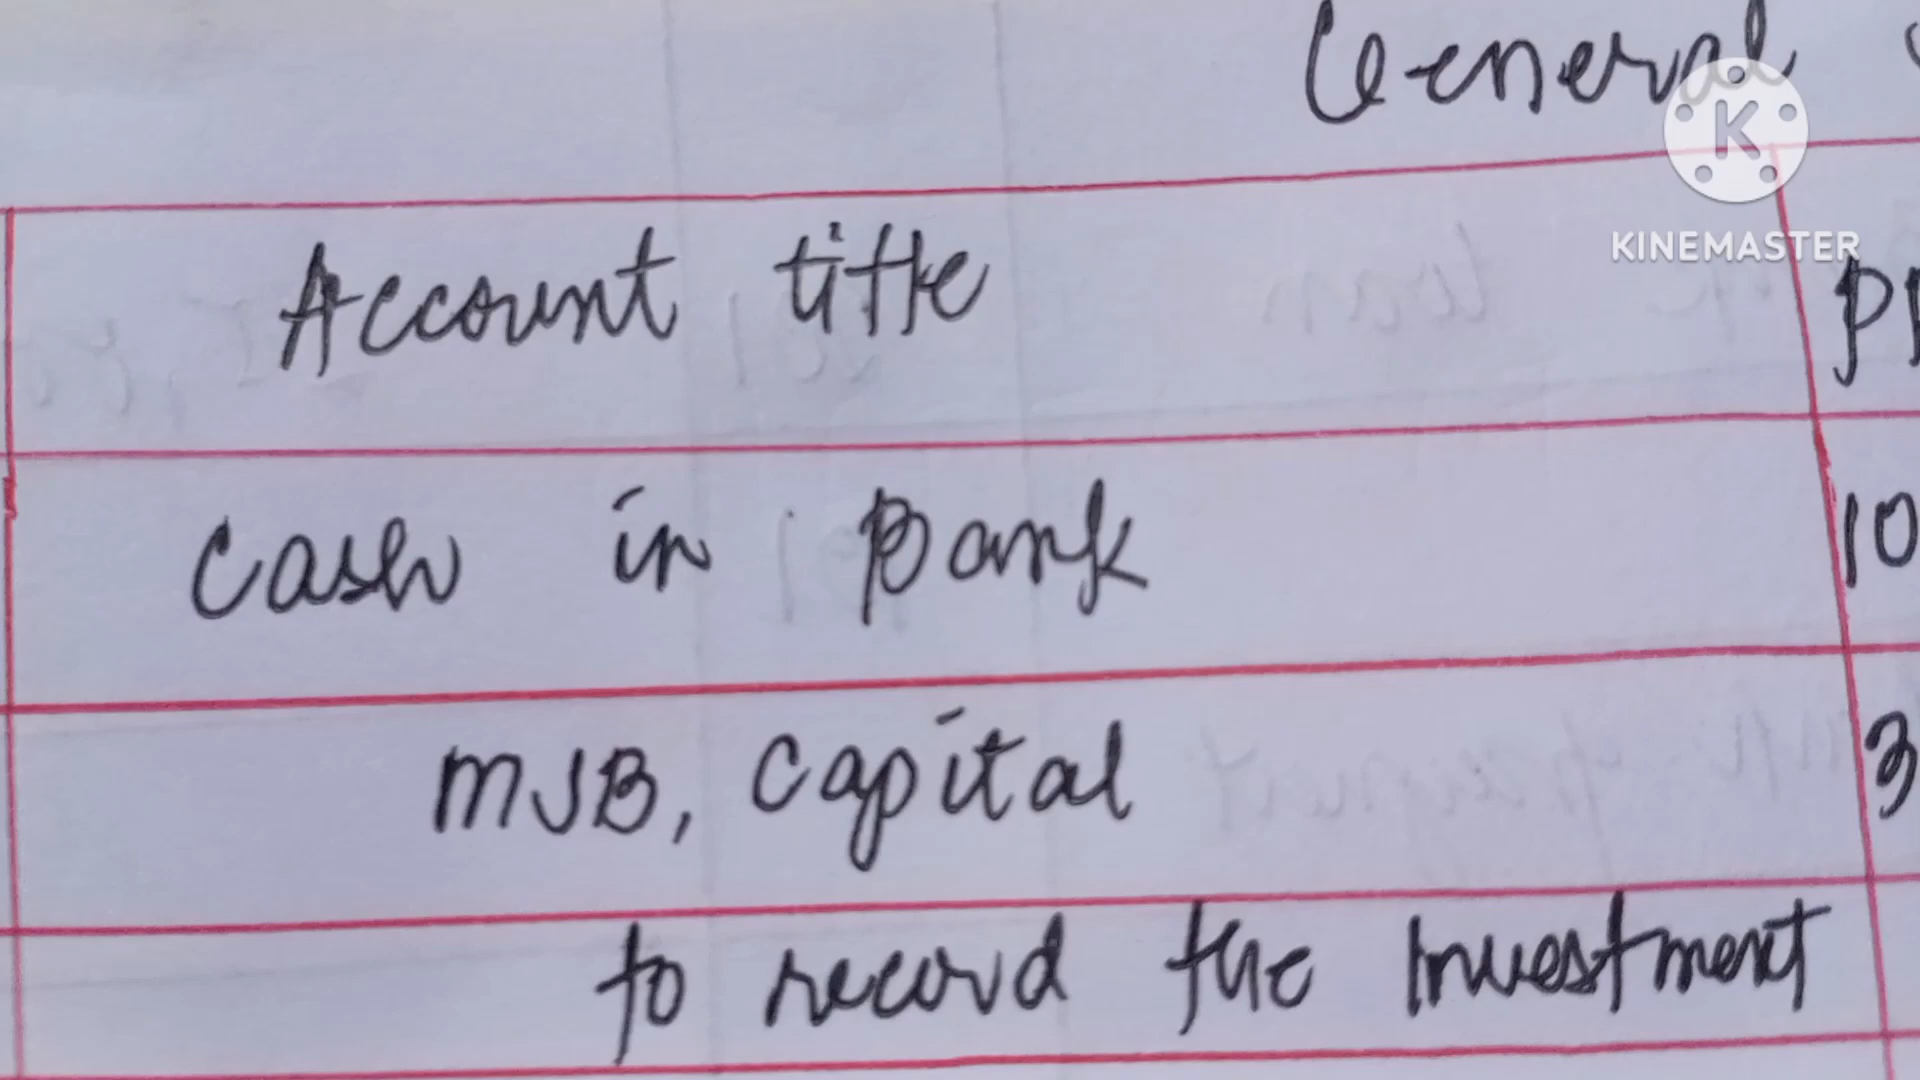 General
KINEMASTER
Account title
Cash in Bank 10
MJB, Capital 3
to record the Investment